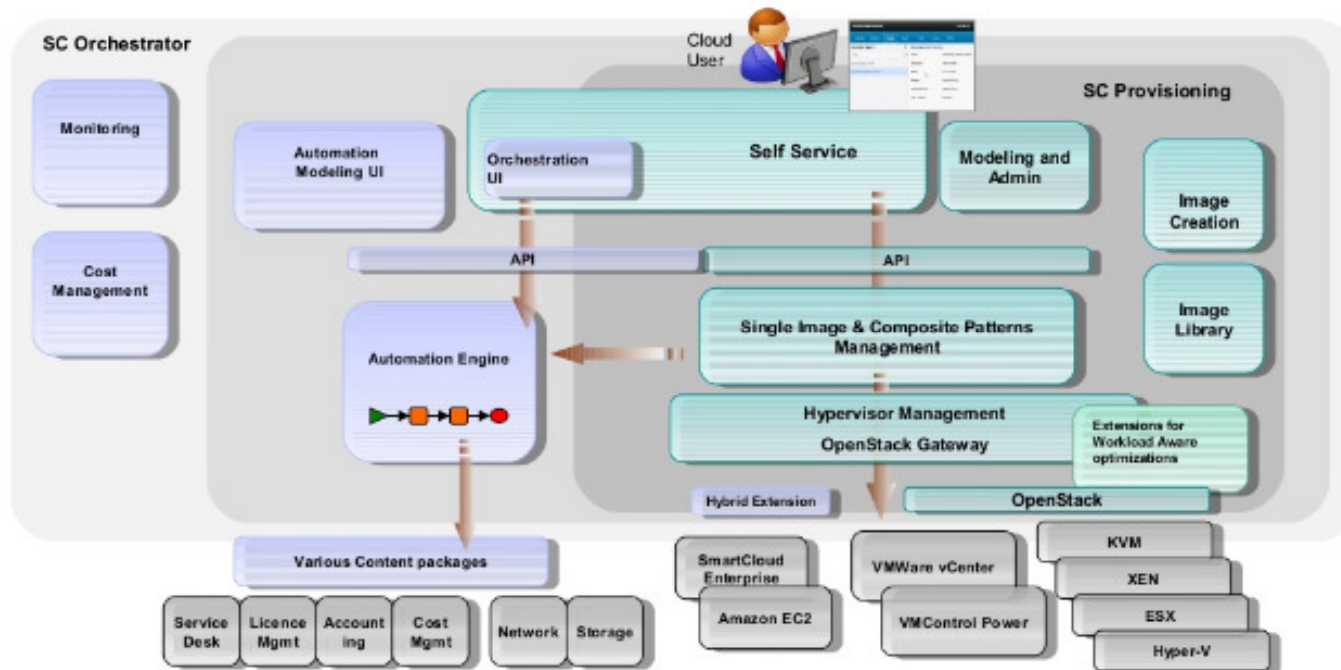 SC Orchestrator
Cloud
User
SC Provisioning
Monitoring
Automation
Modeling UI
Orchestration
UI
Self Service
Modeling and
Admin
Image
Creation
Cost
Management
API
API
Automation Engine
Single Image & Composite Patterns
Management
Image
Library
Hypervisor Management
OpenStack Gateway
Extensions for
Workload Aware
optimizations
Hybrid Extension
OpenStack
Various Content packages
SmartCloud
Enterprise
Amazon EC2
VMWare vCenter
VMControl Power
KVM
XEN
ESX
Hyper-V
Service
Desk
Licence
Mgmt
Account
ing
Cost
Mgmt
Network
Storage